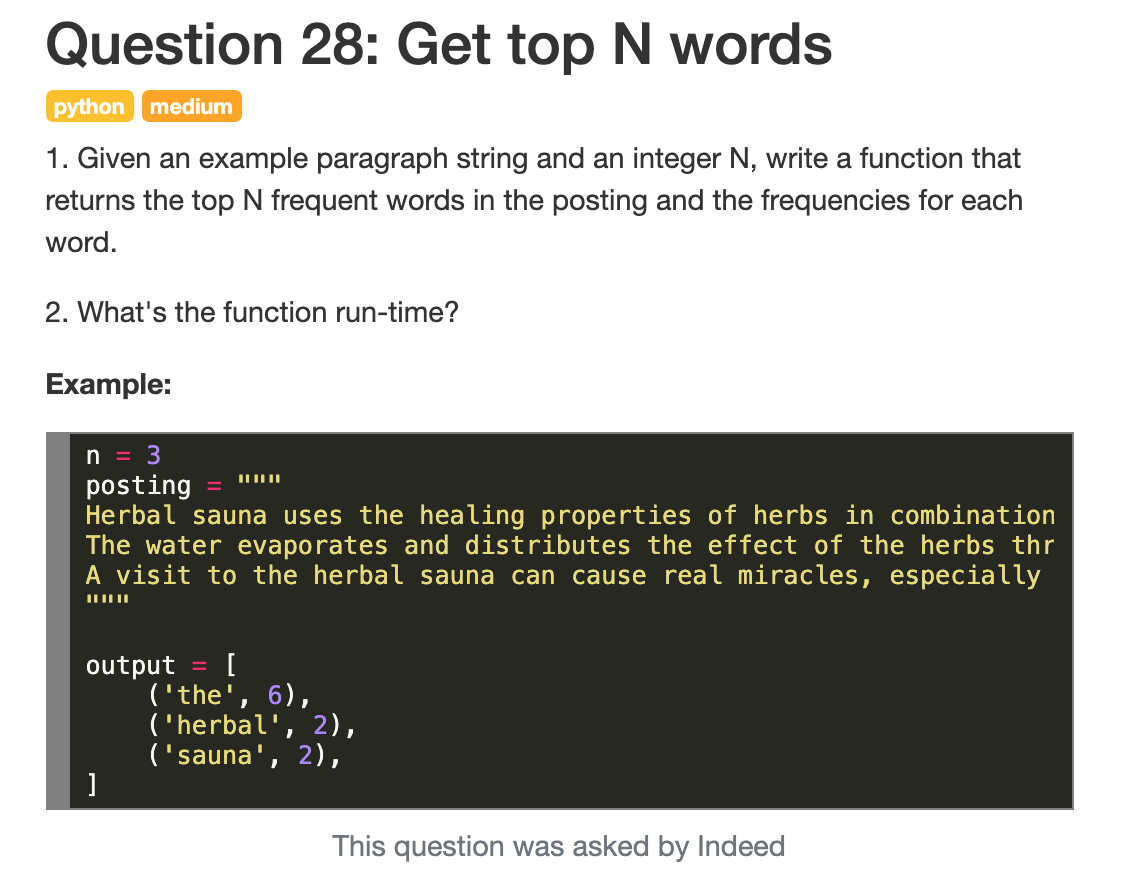 Question 28: Get top N words
python medium
1. Given an example paragraph string and an integer N, write a function that
returns the top N frequent words in the posting and the frequencies for each
word.
2. What's the function run-time?
Example:
n = 3
posting = """
Herbal sauna uses the healing properties of herbs in combination
The water evaporates and distributes the effect of the herbs thr
A visit to the herbal sauna can cause real miracles, especially
"""
output = [
('the', 6),
('herbal', 2),
('sauna', 2),
]
This question was asked by Indeed